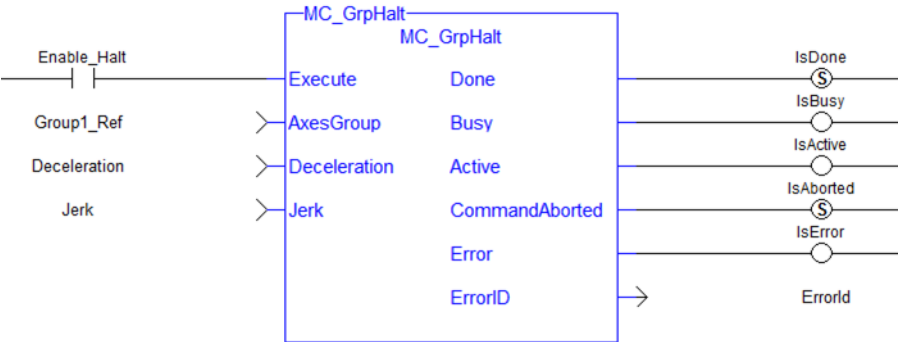 MC_GrpHalt
MC_GrpHalt
Enable_Halt
IsDone
S
Execute
Done
IsBusy
Group1_Ref
AxesGroup
Busy
IsActive
Deceleration
Deceleration
Active
IsAborted
S
Jerk
Jerk
CommandAborted
IsError
Error
ErrorID
ErrorId